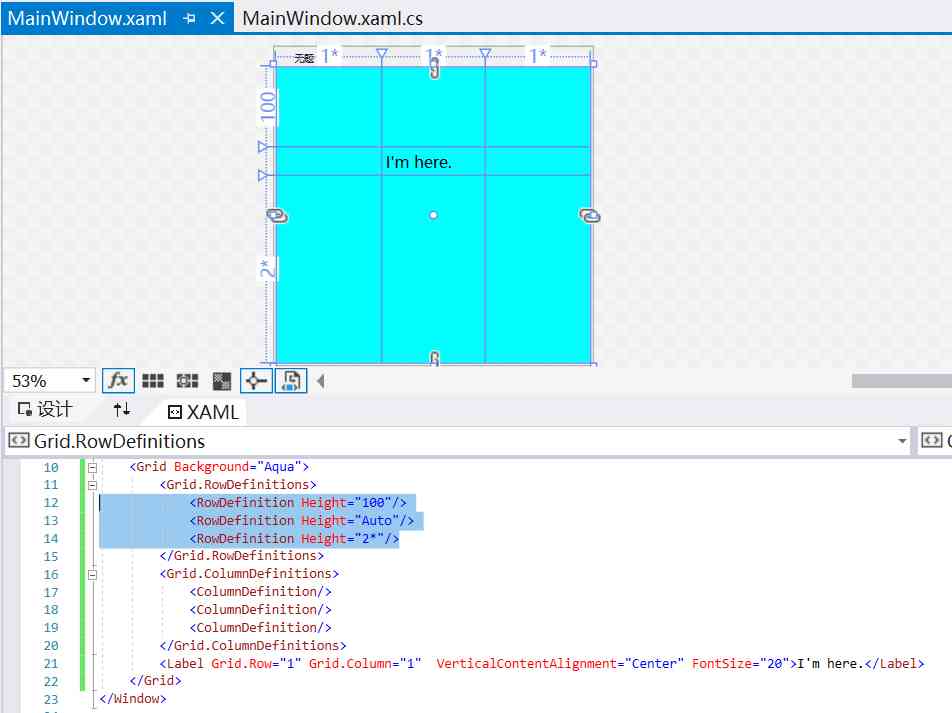 MainWindow.xaml
MainWindow.xaml.cs
无题
1*
1*
1*
100
I'm here.
2*
53%
fx
设计
XAML
Grid.RowDefinitions
10 <Grid Background="Aqua">
11 <Grid.RowDefinitions>
12 <RowDefinition Height="100"/>
13 <RowDefinition Height="Auto"/>
14 <RowDefinition Height="2*"/>
15 </Grid.RowDefinitions>
16 <Grid.ColumnDefinitions>
17 <ColumnDefinition/>
18 <ColumnDefinition/>
19 <ColumnDefinition/>
20 </Grid.ColumnDefinitions>
21 <Label Grid.Row="1" Grid.Column="1"  VerticalContentAlignment="Center" FontSize="20">I'm here.</Label>
22 </Grid>
23 </Window>